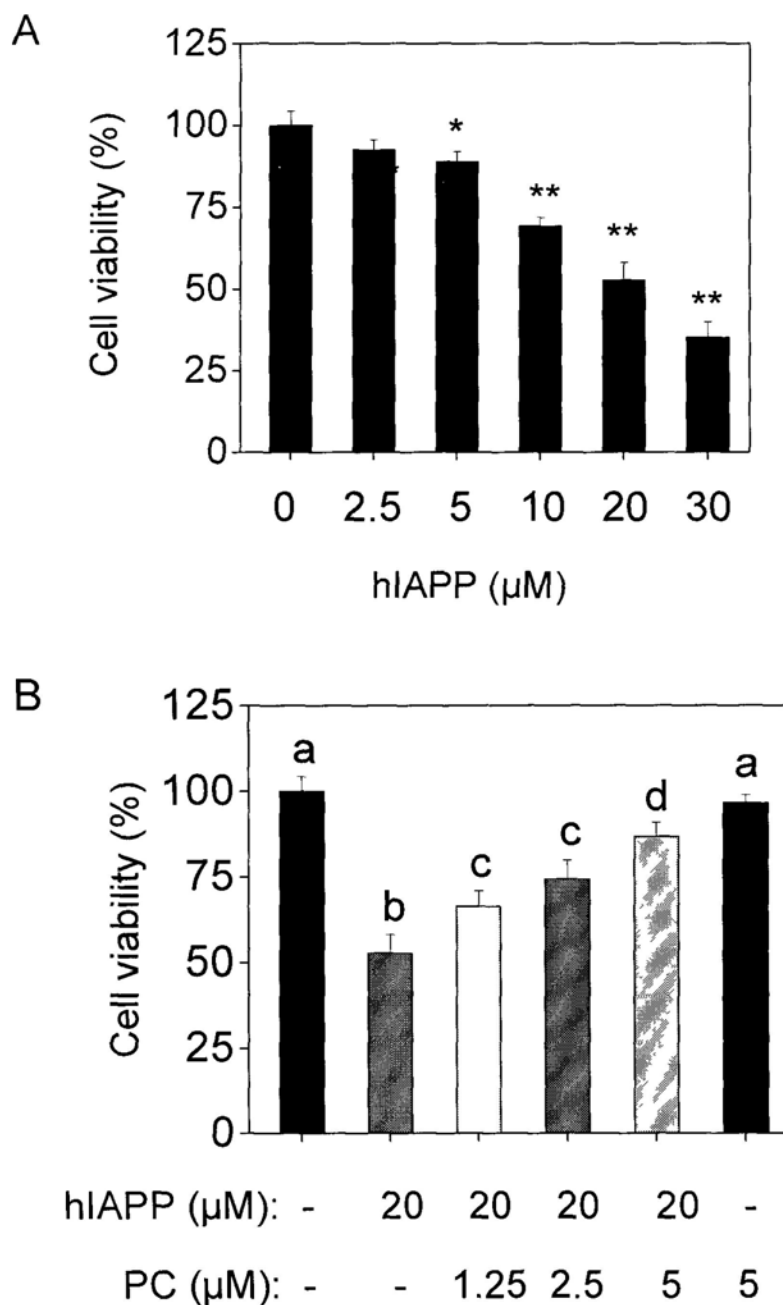 A
125
100
75
50
25
0
Cell viability (%)
*
**
**
**
0 2.5 5 10 20 30
hIAPP (µM)
B
125
100
75
50
25
0
Cell viability (%)
a b c c d a
hIAPP (µM): - 20 20 20 20 -
PC (µM): - - 1.25 2.5 5 5